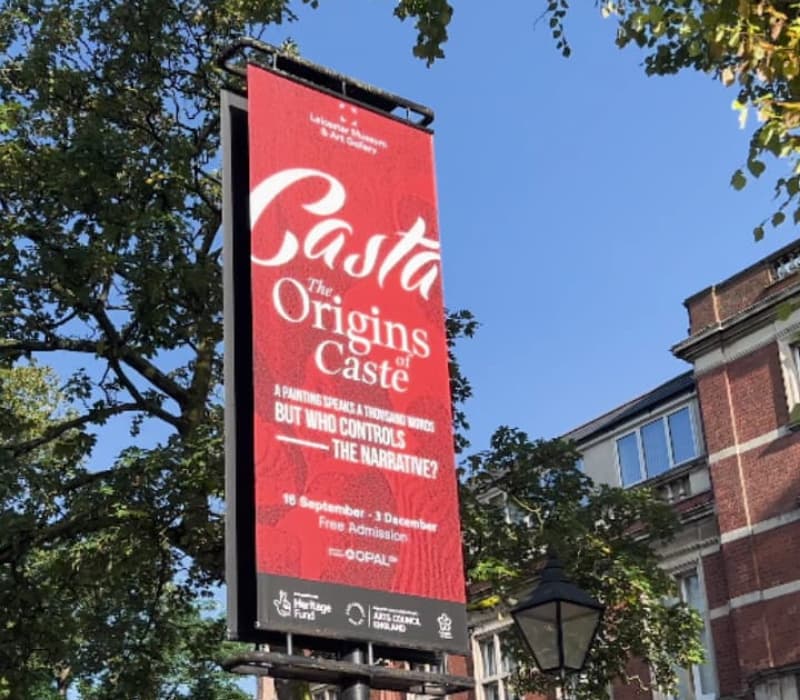 Leicester Museum
& Art Gallery
Casta
The
Origins
of
Caste
A PAINTING SPEAKS A THOUSAND WORDS
BUT WHO CONTROLS
THE NARRATIVE?
16 September - 3 December
Free Admission
GOPAL
Heritage
Fund
ARTS COUNCIL
ENGLAND